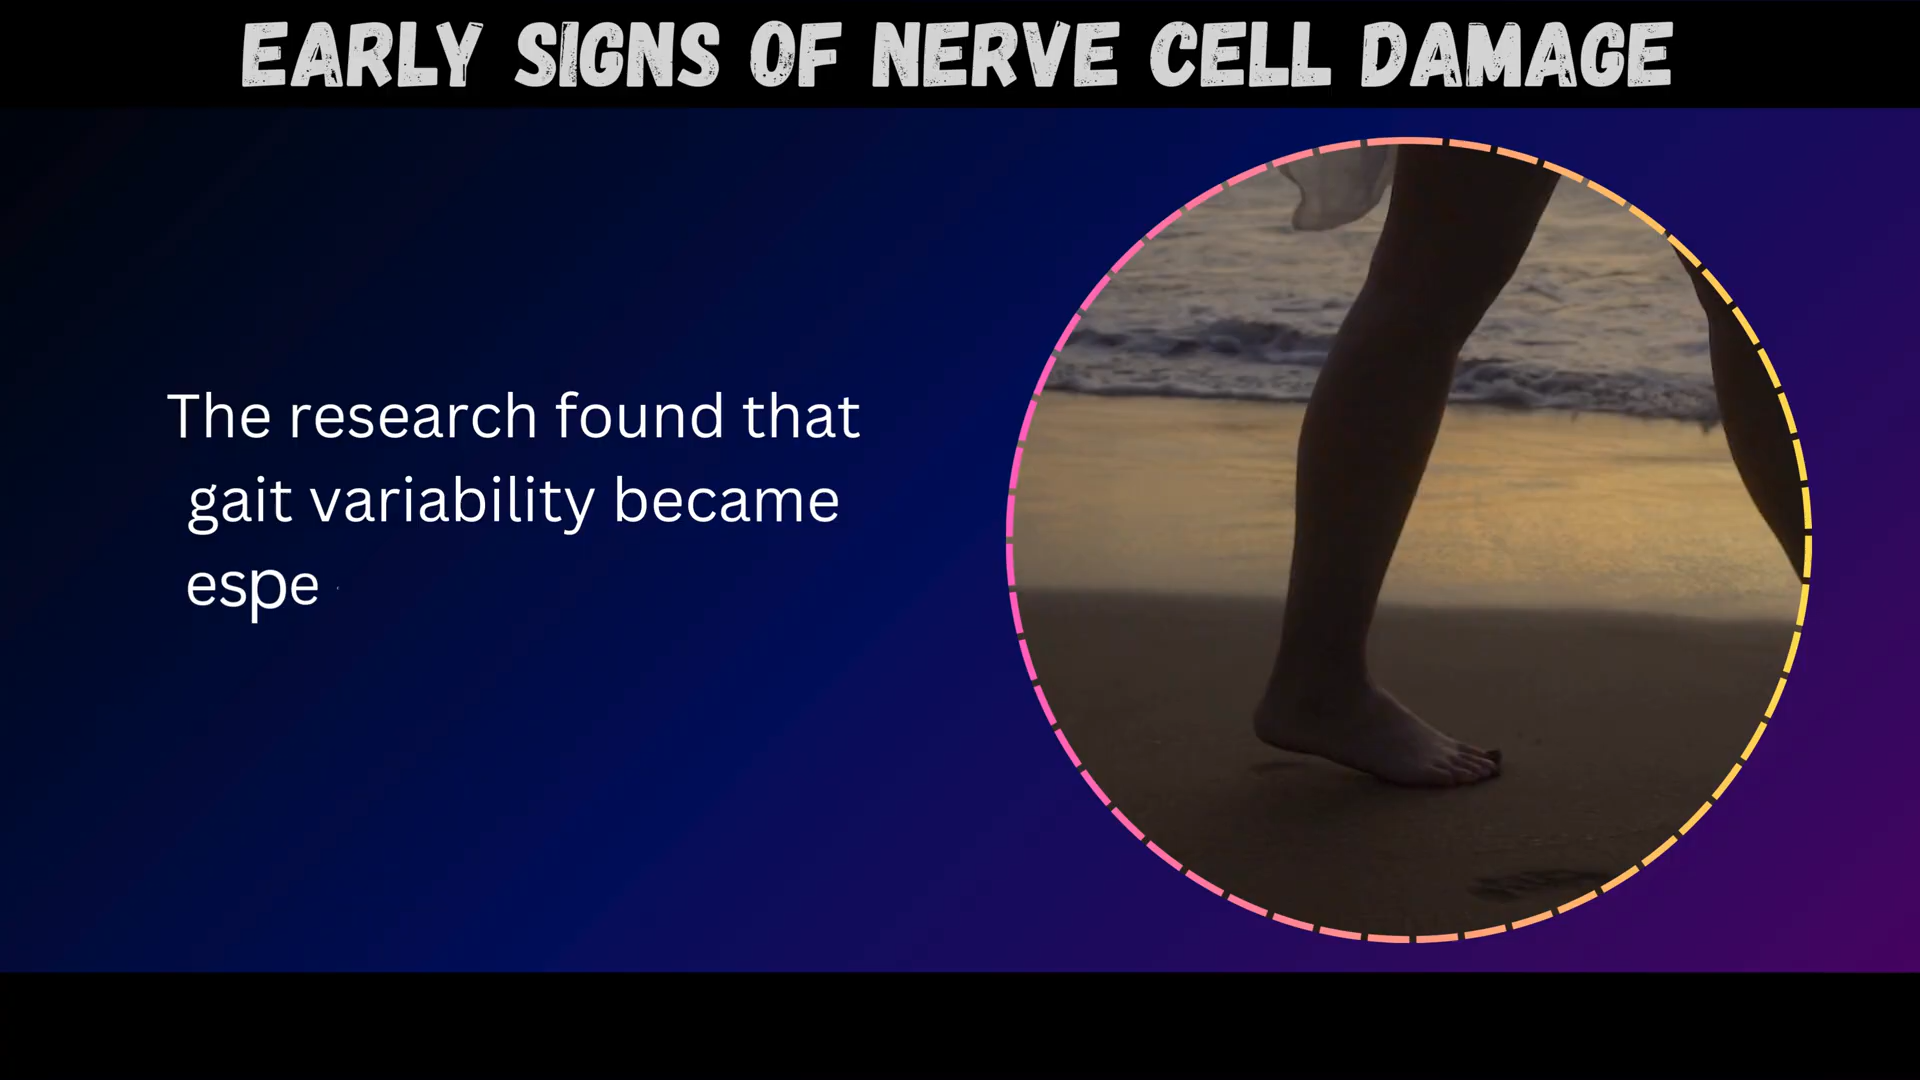 EARLY SIGNS OF NERVE CELL DAMAGE
The research found that
gait variability became
espe